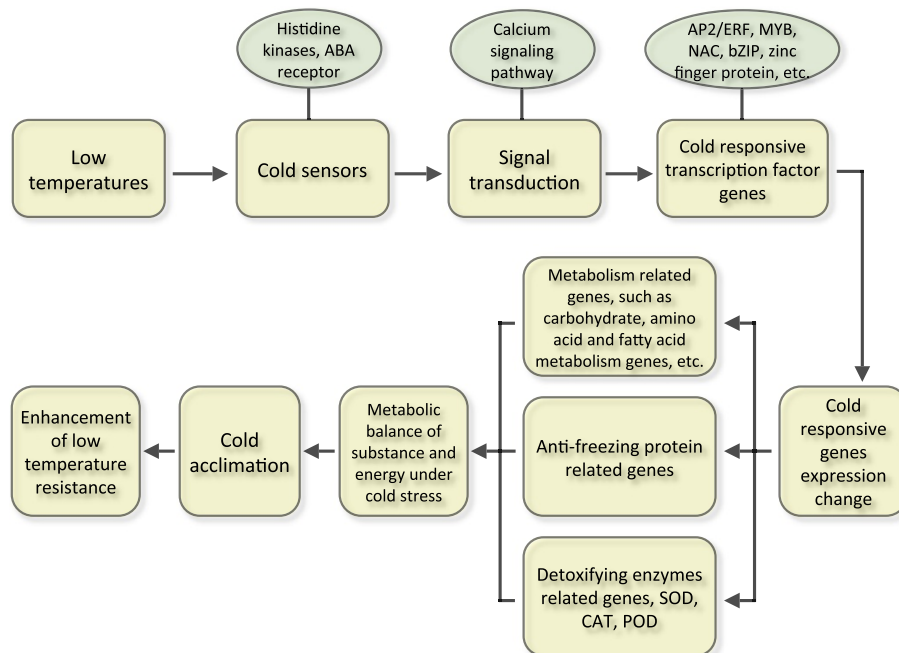 Histidine
kinases, ABA
receptor
Calcium
signaling
pathway
AP2/ERF, MYB,
NAC, bZIP, zinc
finger protein, etc.
Low
temperatures
Cold sensors
Signal
transduction
Cold responsive
transcription factor
genes
Metabolism related
genes, such as
carbohydrate, amino
acid and fatty acid
metabolism genes, etc.
Enhancement
of low
temperature
resistance
Cold
acclimation
Metabolic
balance of
substance and
energy under
cold stress
Anti-freezing protein
related genes
Cold
responsive
genes
expression
change
Detoxifying enzymes
related genes, SOD,
CAT, POD